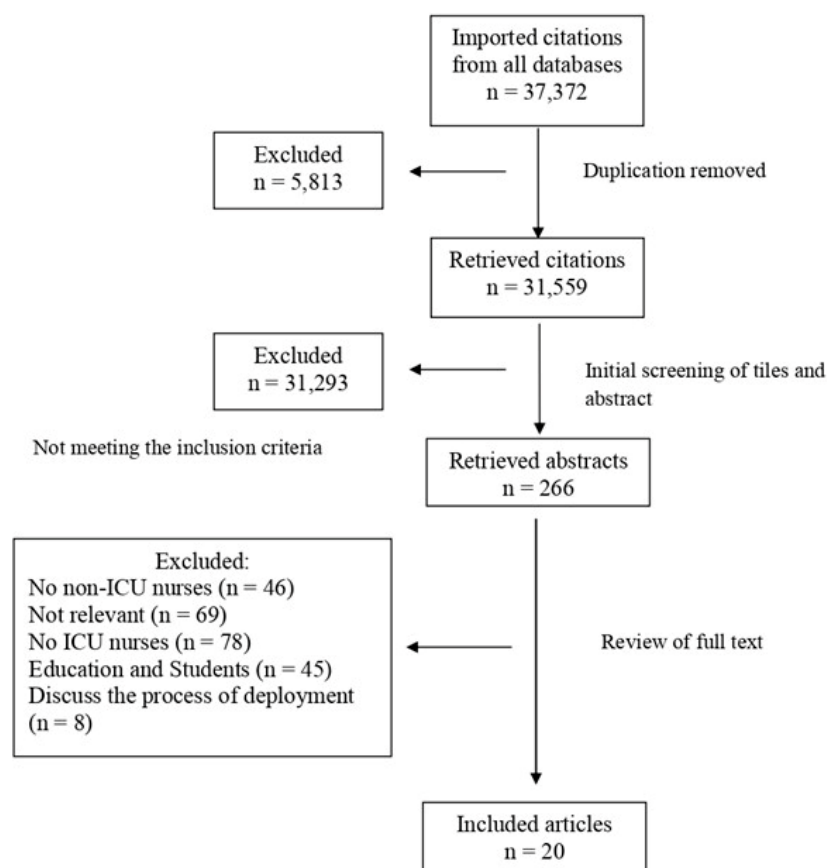 Imported citations
from all databases
n = 37,372
Excluded
n = 5,813
Duplication removed
Retrieved citations
n = 31,559
Excluded
n = 31,293
Initial screening of tiles and
abstract
Not meeting the inclusion criteria
Retrieved abstracts
n = 266
Excluded:
No non-ICU nurses (n = 46)
Not relevant (n = 69)
No ICU nurses (n = 78)
Education and Students (n = 45)
Discuss the process of deployment
(n = 8)
Review of full text
Included articles
n = 20